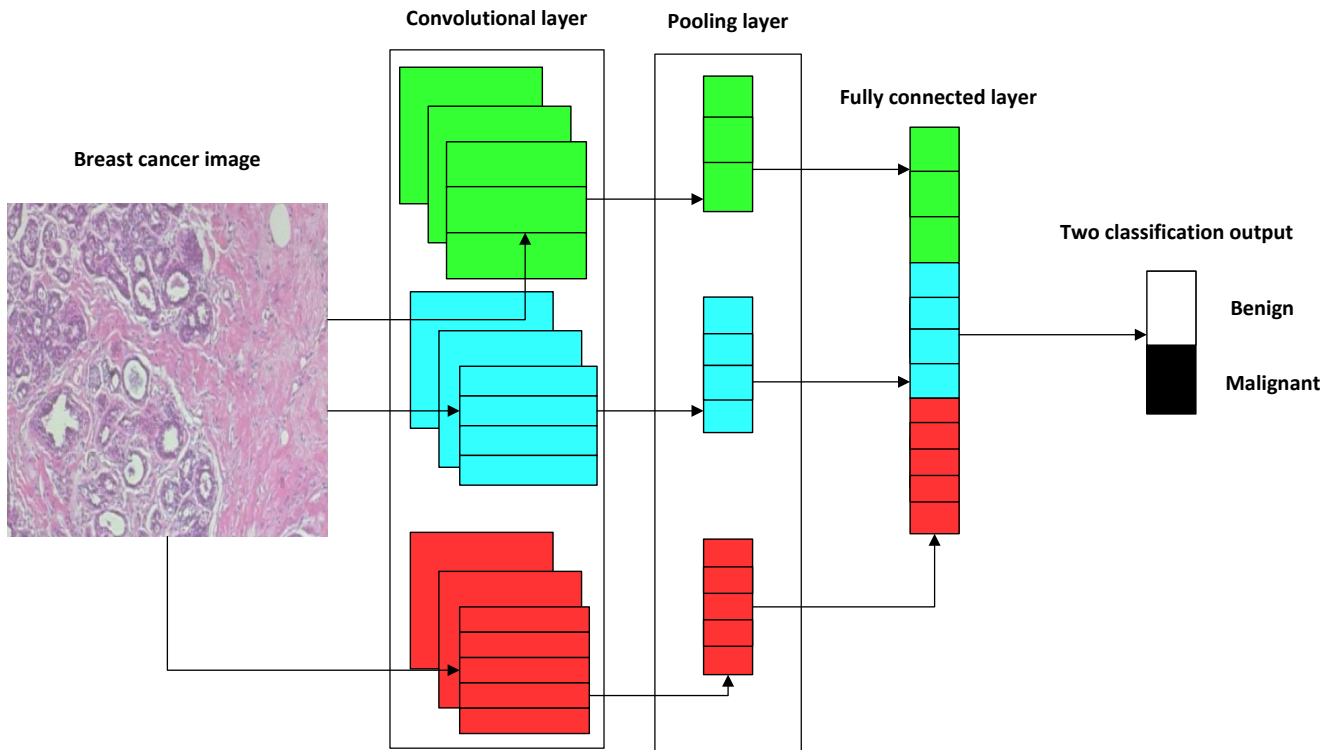 Convolutional layer
Pooling layer
Fully connected layer
Breast cancer image
Two classification output
Benign
Malignant